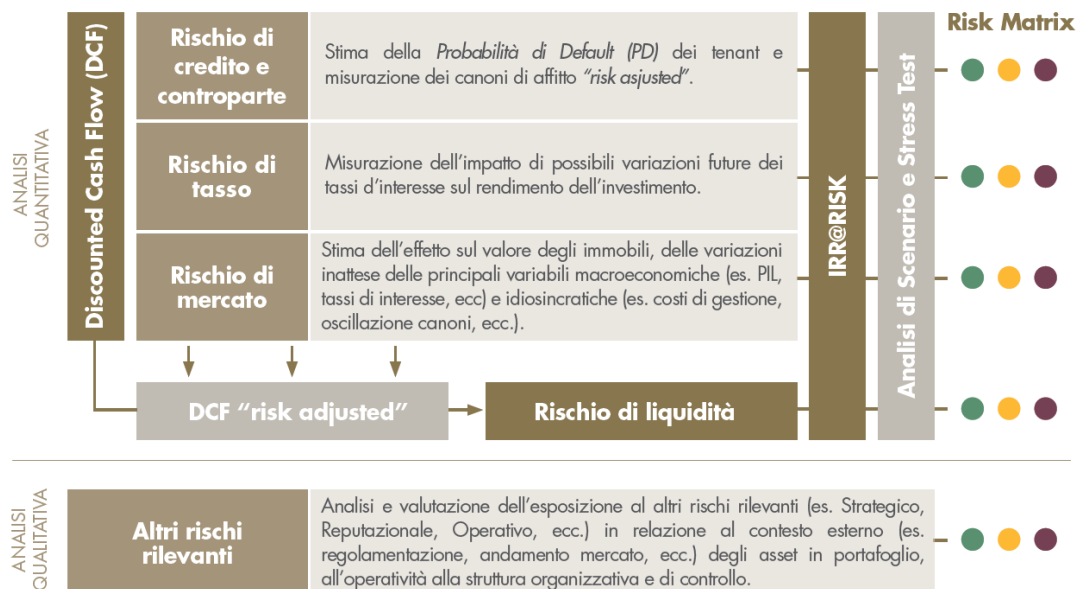 Risk Matrix
ANALISI
QUANTITATIVA
Discounted Cash Flow (DCF)
Rischio di
credito e
controparte
Stima della Probabilità di Default (PD) dei tenant e
misurazione dei canoni di affitto “risk asjusted”.
Rischio di
tasso
Misurazione dell’impatto di possibili variazioni future dei
tassi d’interesse sul rendimento dell’investimento.
Rischio di
mercato
Stima dell’effetto sul valore degli immobili, delle variazioni
inattese delle principali variabili macroeconomiche (es. PIL,
tassi di interesse, ecc) e idiosincratiche (es. costi di gestione,
oscillazione canoni, ecc.).
IRR@RISK
Analisi di Scenario e Stress Test
DCF “risk adjusted”
Rischio di liquidità
ANALISI
QUALITATIVA
Altri rischi
rilevanti
Analisi e valutazione dell’esposizione al altri rischi rilevanti (es. Strategico,
Reputazionale, Operativo, ecc.) in relazione al contesto esterno (es.
regolamentazione, andamento mercato, ecc.) degli asset in portafoglio,
all’operatività alla struttura organizzativa e di controllo.